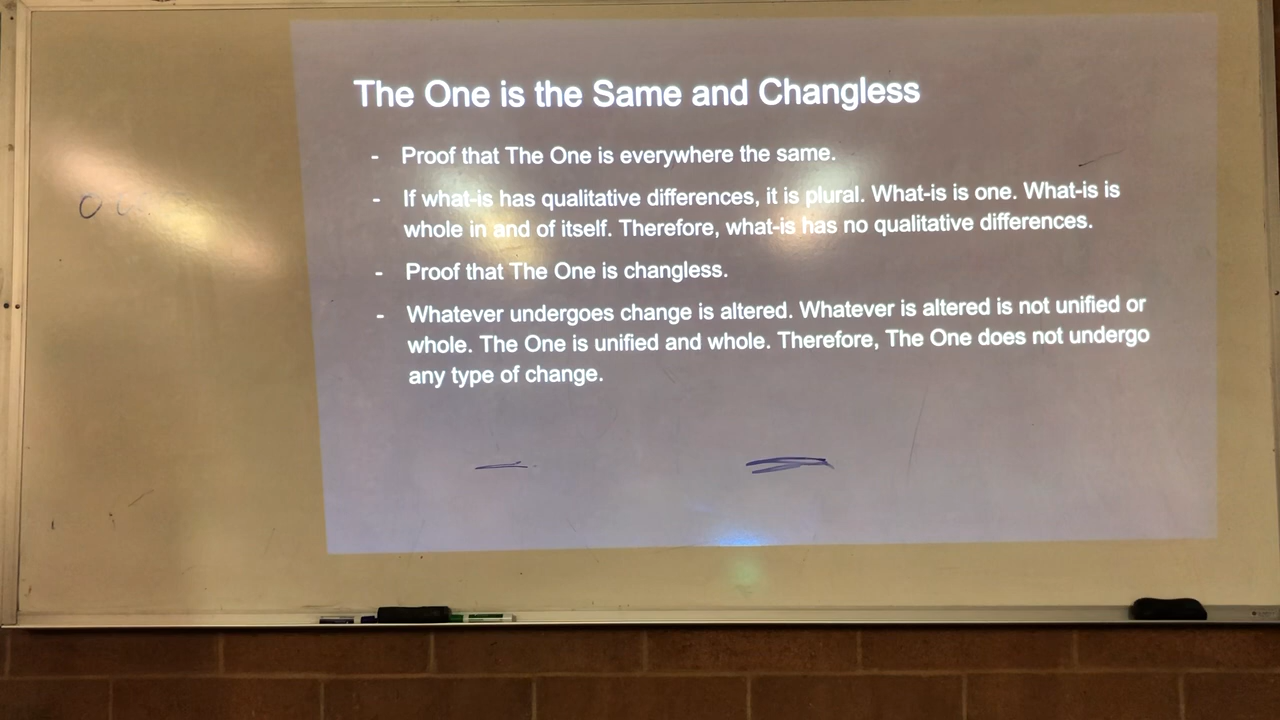 The One is the Same and Changless
- Proof that The One is everywhere the same.
- If what-is has qualitative differences, it is plural. What-is is one. What-is is
whole in and of itself. Therefore, what-is has no qualitative differences.
- Proof that The One is changless.
- Whatever undergoes change is altered. Whatever is altered is not unified or
whole. The One is unified and whole. Therefore, The One does not undergo
any type of change.